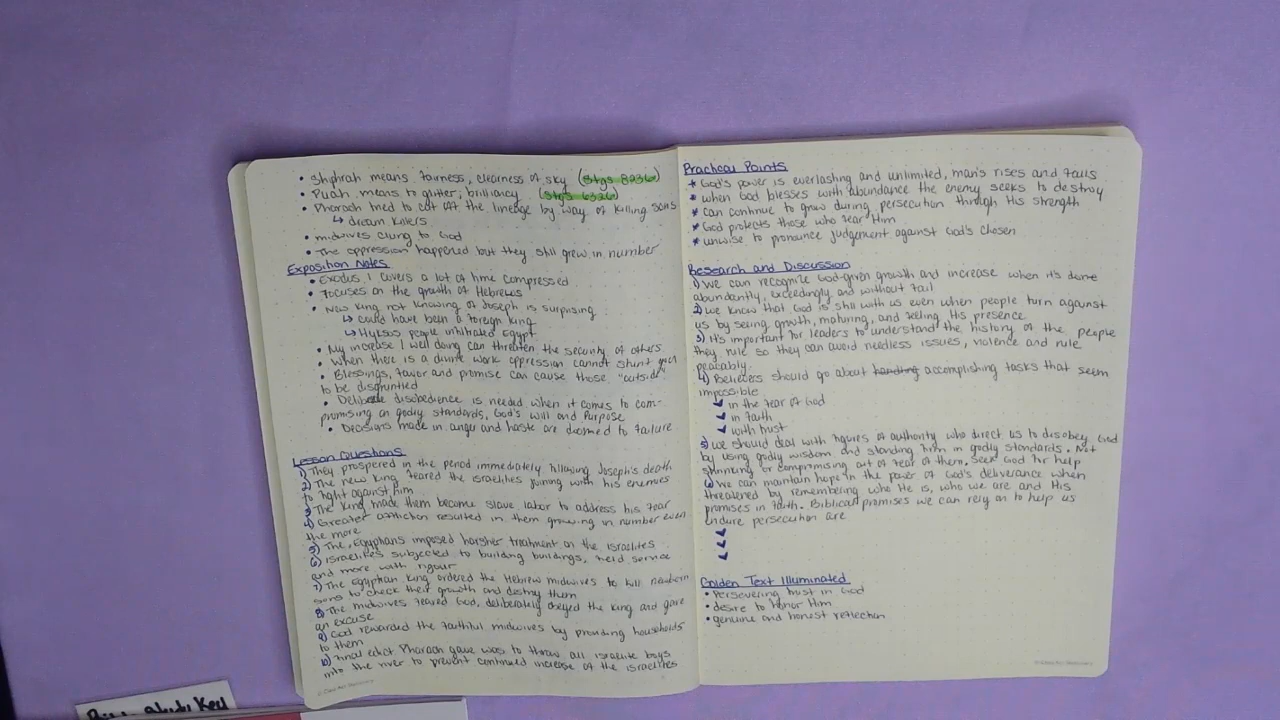 • Shiphrah means fairness, clearness of sky (Stgs 8236)
• Puah means to glitter; brilliancy (Stgs 6326)
• Pharaoh tried to cut off the lineage by way of killing sons
↳ dream killers
• midwives clung to God
• The oppression happened but they still grew in number
Exposition Notes
• Exodus 1 covers a lot of time compressed
• Focuses on the growth of Hebrews
• New king not knowing of Joseph is surprising
↳ could have been a foreign king
↳ Hyksos people infiltrated Egypt
• My increase / well doing can threaten the security of others
• When there is a divine work oppression cannot stunt
• Blessings, favor and promise can cause those "outside"
to be disgruntled
• Deliberate disobedience is needed when it comes to com-
promising on godly standards, God's will and Purpose
• Decisions made in anger and haste are doomed to failure
Lesson Questions
1) They prospered in the period immediately following Joseph's death
2) The new king feared the israelites joining with his enemies
to fight against him
3) The king made them become slave labor to address his fear
4) Greater affliction resulted in them growing in number even
the more
5) The Egyptians imposed harsher treatment on the israelites
6) israelites subjected to building buildings, field service
and more with rigour
7) The Egyptian king ordered the Hebrew midwives to kill newborn
sons to check their growth and destroy them
8) The midwives feared God, deliberately obeyed the king and gave
an excuse
9) God rewarded the faithful midwives by providing households
to them
10) Final edict Pharaoh gave was to throw all israelite boys
into the river to prevent continued increase of the israelites
Practical Points
* God's power is everlasting and unlimited, man's rises and falls
* when God blesses with abundance the enemy seeks to destroy
* can continue to grow during persecution through His strength
* God protects those who fear Him
* unwise to pronounce judgement against God's chosen
Research and Discussion
1) We can recognize God-given growth and increase when it's done
abundantly, exceedingly and without fail
2) we know that God is still with us even when people turn against
us by seeing growth, maturing, and feeling His presence
3) it's important for leaders to understand the history of the people
they rule so they can avoid needless issues, violence and rule
peacably.
4) Believers should go about handling accomplishing tasks that seem
impossible
✓ in the fear of God
✓ in faith
✓ with trust
5) we should deal with figures of authority who direct us to disobey God
by using godly wisdom and standing firm in godly standards. Not
shrinking or compromising out of fear of them. Seek God for help
6) We can maintain hope in the power of God's deliverance when
threatened by remembering who He is, who we are and His
promises in faith. Biblical promises we can rely on to help us
endure persecution are
✓
✓
✓
Golden Text Illuminated
• Persevering trust in God
• desire to honor Him
• genuine and honest reflection